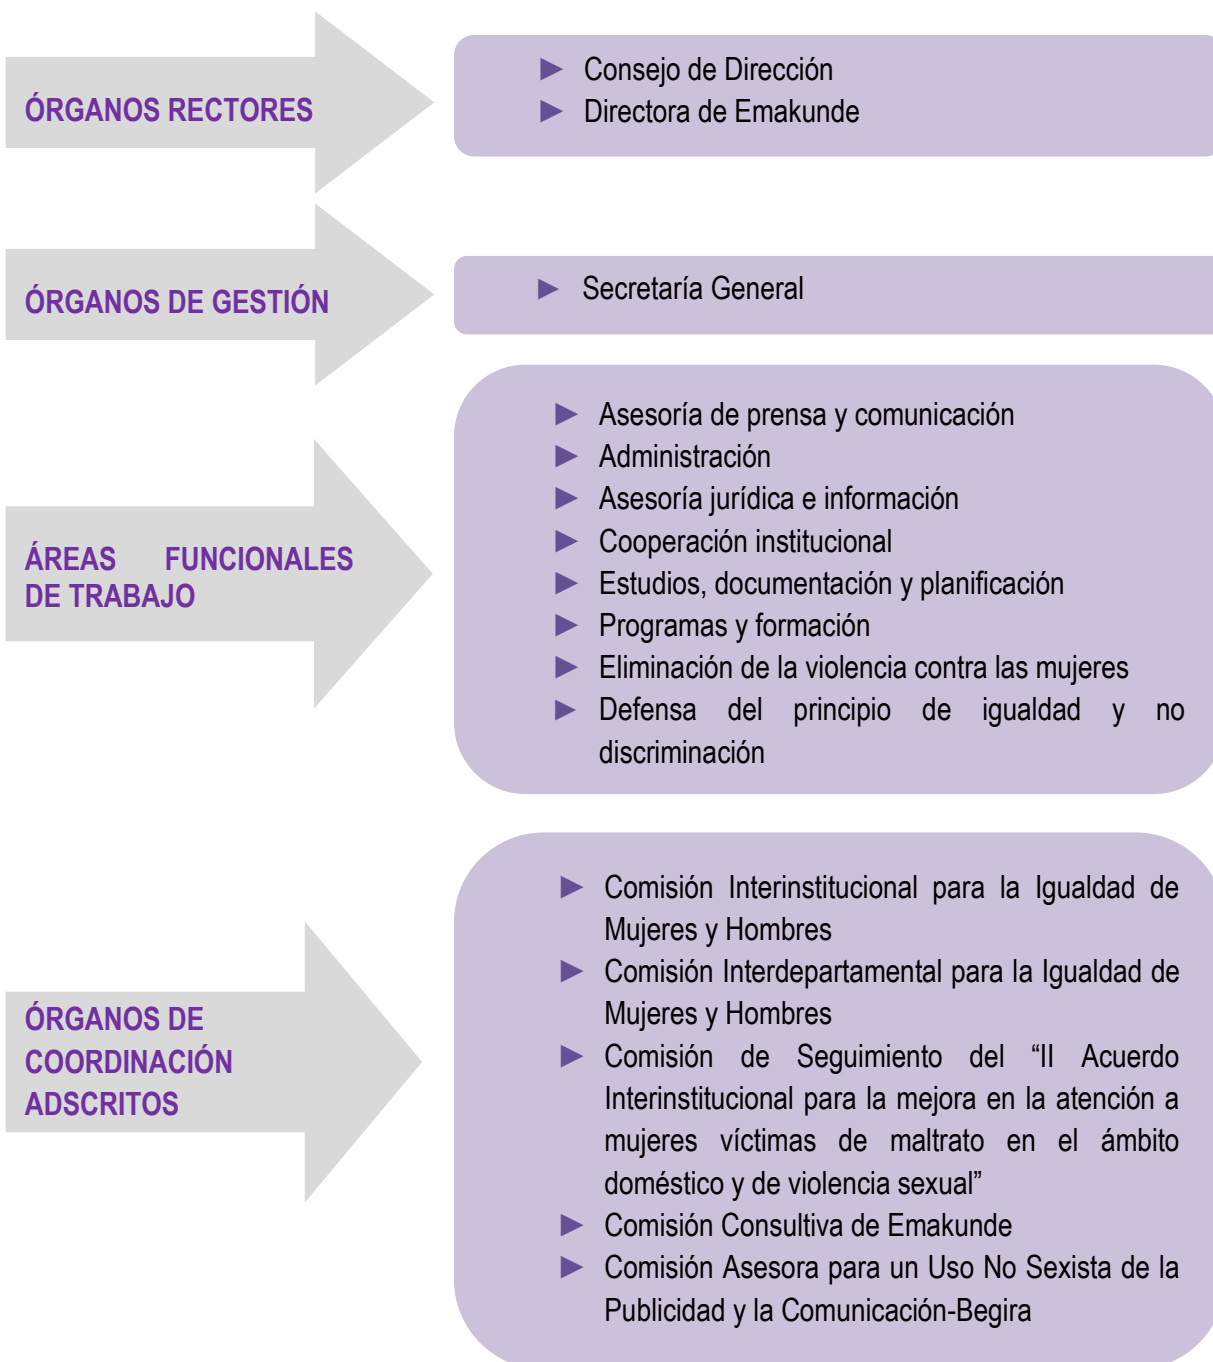 ÓRGANOS RECTORES
► Consejo de Dirección
► Directora de Emakunde
ÓRGANOS DE GESTIÓN
► Secretaría General
ÁREAS FUNCIONALES
DE TRABAJO
► Asesoría de prensa y comunicación
► Administración
► Asesoría jurídica e información
► Cooperación institucional
► Estudios, documentación y planificación
► Programas y formación
► Eliminación de la violencia contra las mujeres
► Defensa del principio de igualdad y no
discriminación
ÓRGANOS DE
COORDINACIÓN
ADSCRITOS
► Comisión Interinstitucional para la Igualdad de
Mujeres y Hombres
► Comisión Interdepartamental para la Igualdad de
Mujeres y Hombres
► Comisión de Seguimiento del “II Acuerdo
Interinstitucional para la mejora en la atención a
mujeres víctimas de maltrato en el ámbito
doméstico y de violencia sexual”
► Comisión Consultiva de Emakunde
► Comisión Asesora para un Uso No Sexista de la
Publicidad y la Comunicación-Begira